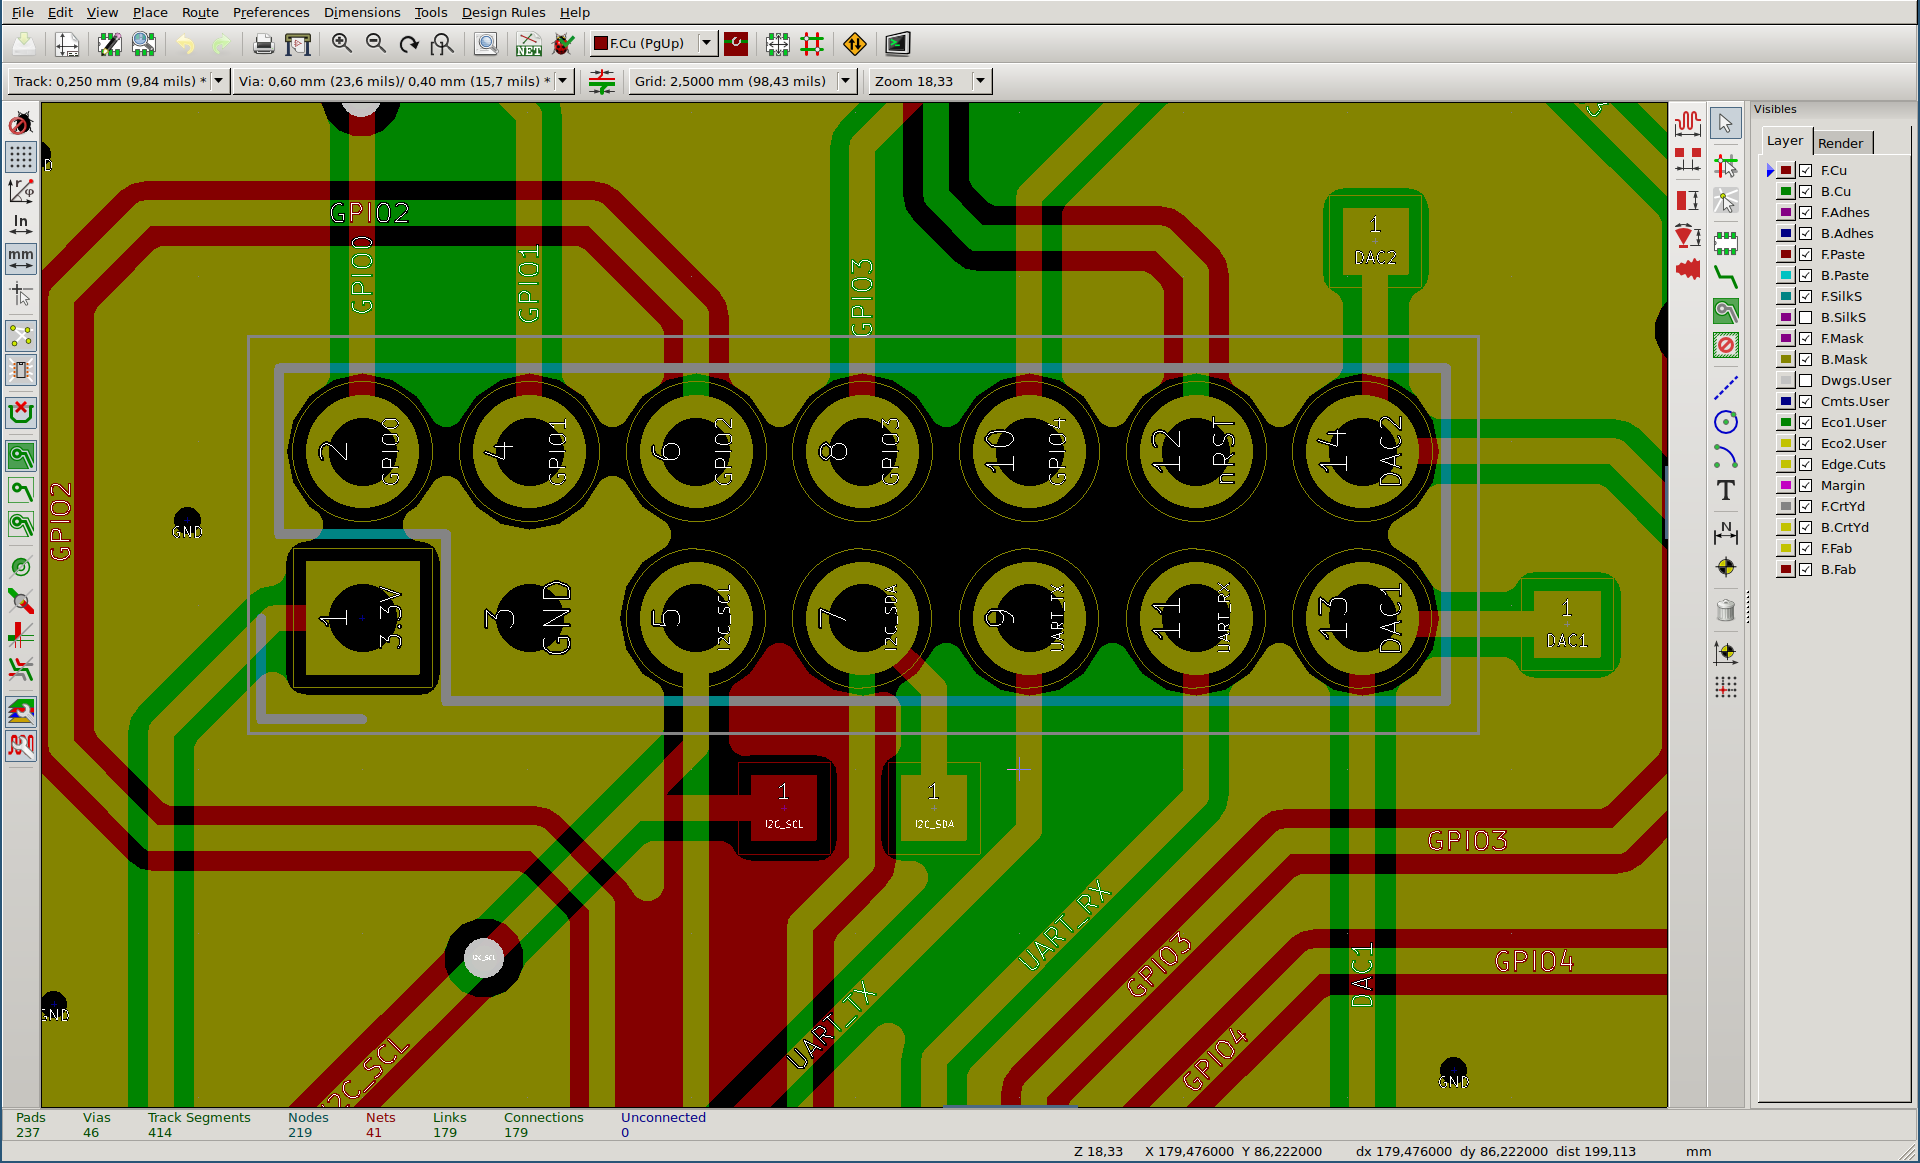 File Edit View Place Route Preferences Dimensions Tools Design Rules Help
NET F.Cu (PgUp)
Track: 0,250 mm (9,84 mils) * Via: 0,60 mm (23,6 mils)/ 0,40 mm (15,7 mils) * Grid: 2,5000 mm (98,43 mils) Zoom 18,33
Visibles
Layer Render
F.Cu
B.Cu
F.Adhes
B.Adhes
F.Paste
B.Paste
F.SilkS
B.SilkS
F.Mask
B.Mask
Dwgs.User
Cmts.User
Eco1.User
Eco2.User
Edge.Cuts
Margin
F.CrtYd
B.CrtYd
F.Fab
B.Fab
In
mm
D
GPIO2
GPIO0
GPIO1
GPIO3
1
DAC2
2 GPIO0
4 GPIO1
6 GPIO2
8 GPIO3
10 GPIO4
12 nRST
14 DAC2
GPIO2
GND
1 3.3V
3 GND
5 I2C_SCL
7 I2C_SDA
9 UART_TX
11 UART_RX
13 DAC1
1
DAC1
1
I2C_SCL
1
I2C_SDA
GPIO3
UART_RX
GPIO3
GPIO4
DAC1
I2C_SCL
GND
UART_TX
I2C_SCL
GPIO4
GND
Pads Vias Track Segments Nodes Nets Links Connections Unconnected
237 46 414 219 41 179 179 0
Z 18,33 X 179,476000 Y 86,222000 dx 179,476000 dy 86,222000 dist 199,113 mm